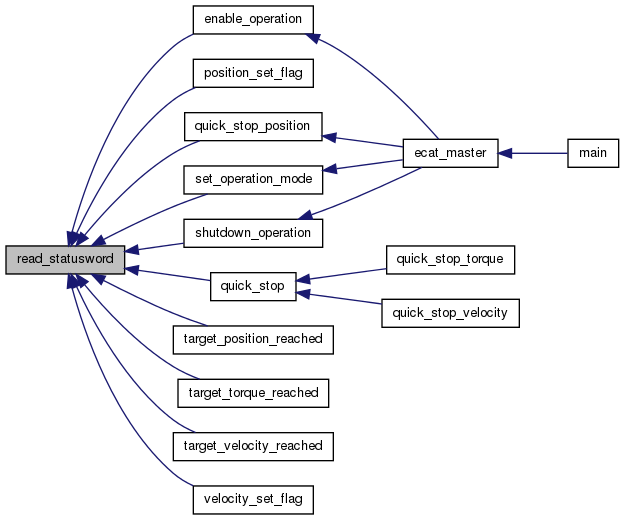 enable_operation
position_set_flag
quick_stop_position
ecat_master
main
set_operation_mode
shutdown_operation
read_statusword
quick_stop_torque
quick_stop
quick_stop_velocity
target_position_reached
target_torque_reached
target_velocity_reached
velocity_set_flag